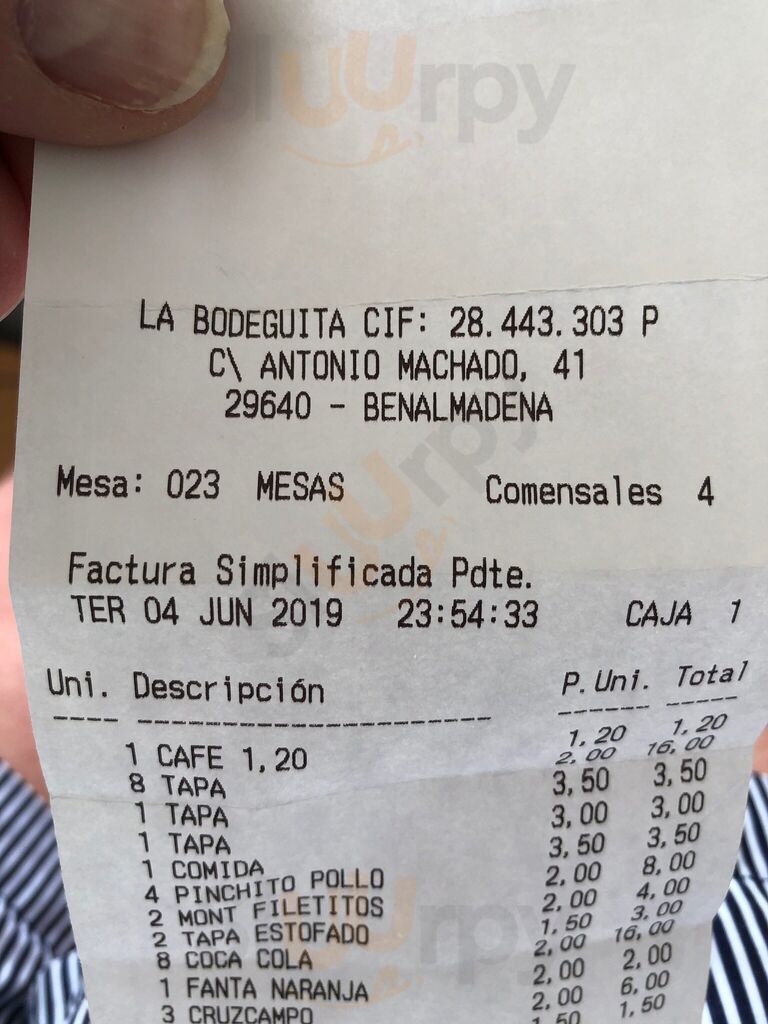 sluUrpy
LA BODEGUITA CIF: 28.443.303 P
C\ ANTONIO MACHADO, 41
29640 - BENALMADENA
Mesa: 023 MESAS Comensales 4
Factura Simplificada Pdte.
TER 04 JUN 2019 23:54:33 CAJA 1
Uni. Descripción P.Uni. Total
1 CAFE 1,20 1,20 1,20
8 TAPA 2,00 16,00
1 TAPA 3,50 3,50
1 TAPA 3,00 3,00
1 COMIDA 3,50 3,50
4 PINCHITO POLLO 2,00 8,00
2 MONT FILETITOS 2,00 4,00
2 TAPA ESTOFADO 1,50 3,00
8 COCA COLA 2,00 16,00
1 FANTA NARANJA 2,00 2,00
3 CRUZCAMPO 2,00 6,00
1,50 1,50